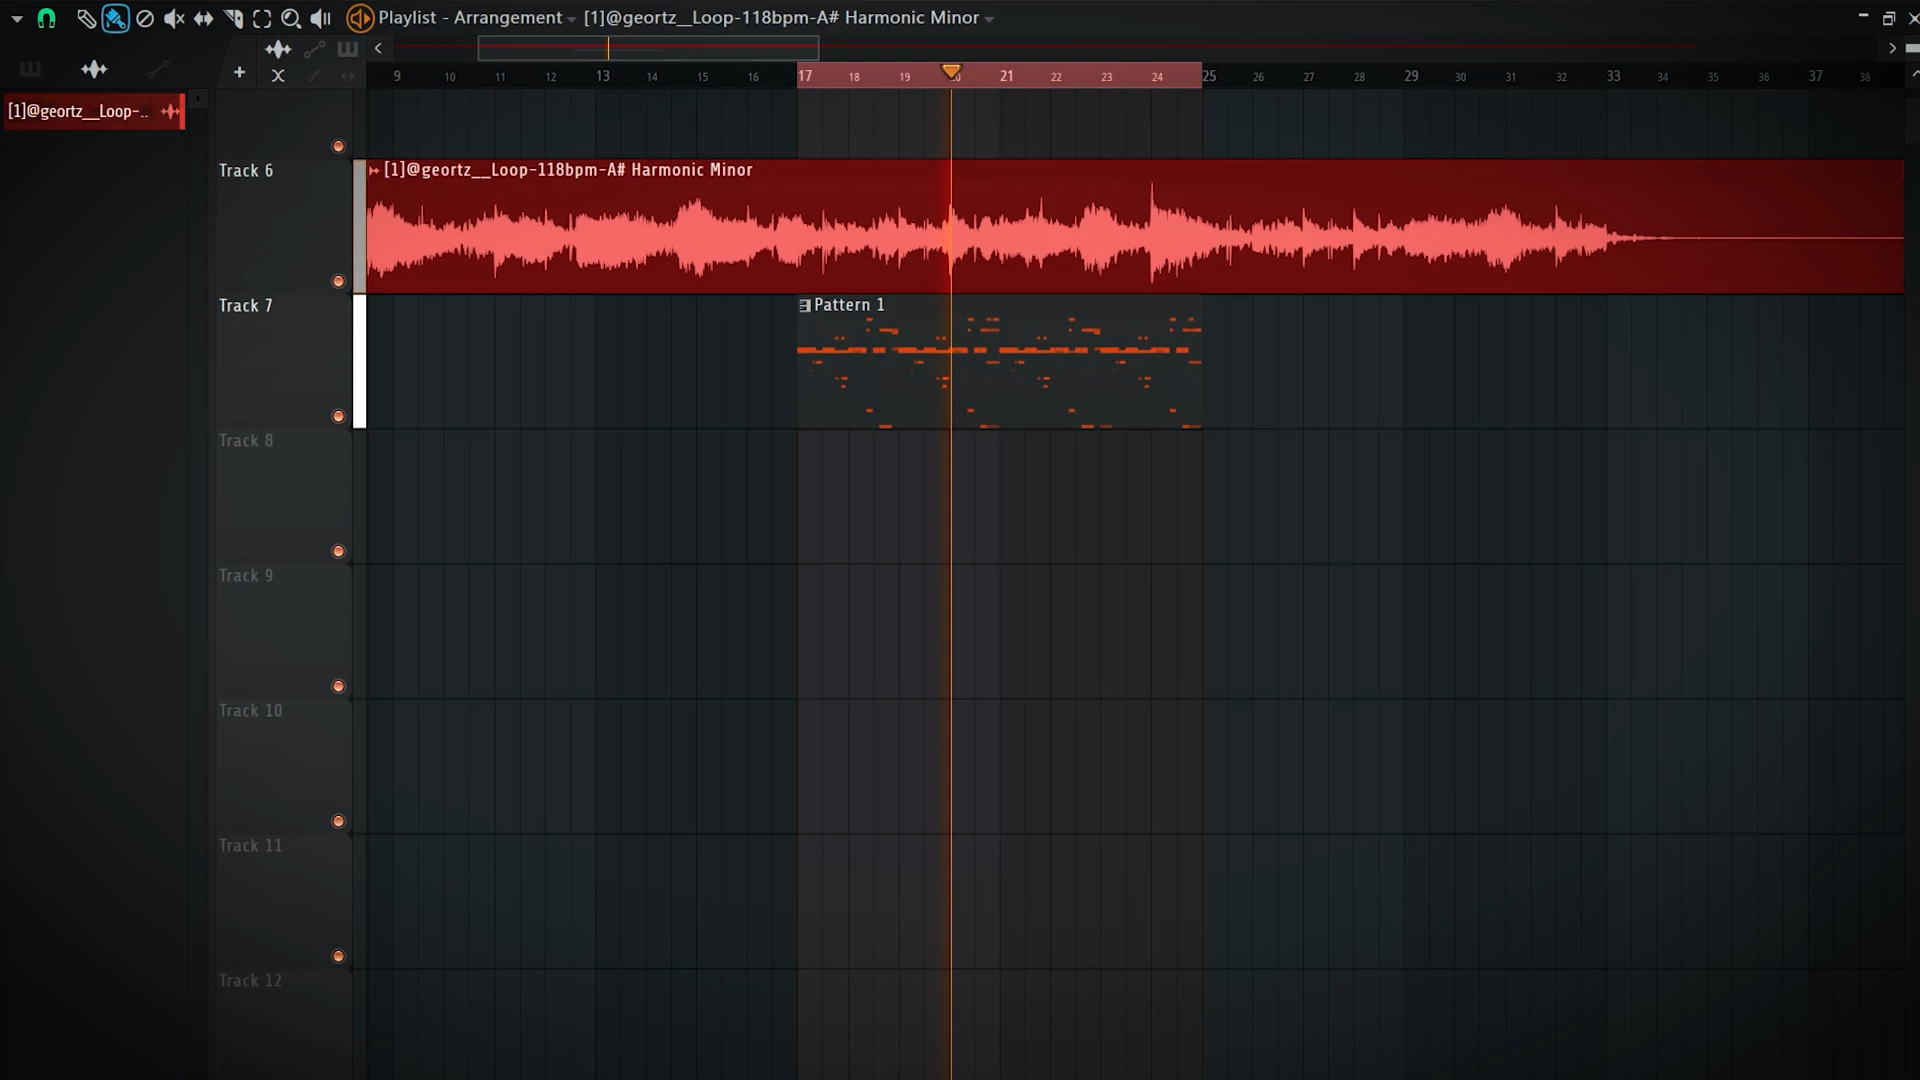 Playlist - Arrangement [1]@geortz__Loop-118bpm-A# Harmonic Minor
9 10 11 12 13 14 15 16 17 18 19 20 21 22 23 24 25 26 27 28 29 30 31 32 33 34 35 36 37 38
[1]@geortz__Loop-..
Track 6
[1]@geortz__Loop-118bpm-A# Harmonic Minor
Track 7
Pattern 1
Track 8
Track 9
Track 10
Track 11
Track 12